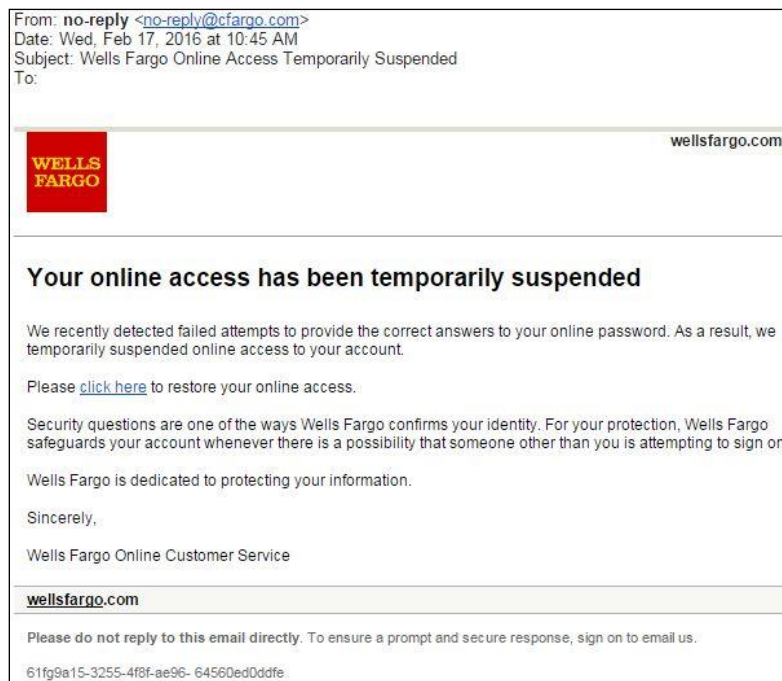 From: no-reply <no-reply@cfargo.com>
Date: Wed, Feb 17, 2016 at 10:45 AM
Subject: Wells Fargo Online Access Temporarily Suspended
To:
wellsfargo.com
WELLS
FARGO
Your online access has been temporarily suspended
We recently detected failed attempts to provide the correct answers to your online password. As a result, we
temporarily suspended online access to your account.
Please click here to restore your online access.
Security questions are one of the ways Wells Fargo confirms your identity. For your protection, Wells Fargo
safeguards your account whenever there is a possibility that someone other than you is attempting to sign on
Wells Fargo is dedicated to protecting your information.
Sincerely,
Wells Fargo Online Customer Service
wellsfargo.com
Please do not reply to this email directly. To ensure a prompt and secure response, sign on to email us.
61fg9a15-3255-4f8f-ae96- 64560ed0ddfe